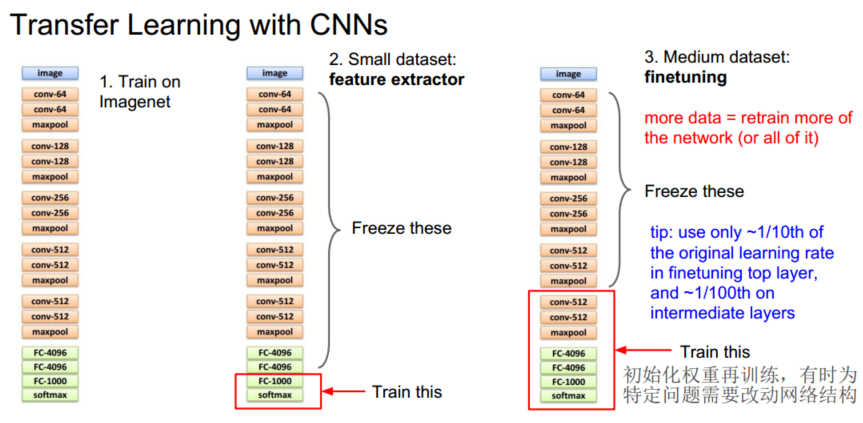 Transfer Learning with CNNs
image
conv-64
conv-64
maxpool
conv-128
conv-128
maxpool
conv-256
conv-256
maxpool
conv-512
conv-512
maxpool
conv-512
conv-512
maxpool
FC-4096
FC-4096
FC-1000
softmax
1. Train on
Imagenet
image
conv-64
conv-64
maxpool
conv-128
conv-128
maxpool
conv-256
conv-256
maxpool
conv-512
conv-512
maxpool
conv-512
conv-512
maxpool
FC-4096
FC-4096
FC-1000
softmax
2. Small dataset:
feature extractor
Freeze these
Train this
image
conv-64
conv-64
maxpool
conv-128
conv-128
maxpool
conv-256
conv-256
maxpool
conv-512
conv-512
maxpool
conv-512
conv-512
maxpool
FC-4096
FC-4096
FC-1000
softmax
3. Medium dataset:
finetuning
more data = retrain more of
the network (or all of it)
Freeze these
tip: use only ~1/10th of
the original learning rate
in finetuning top layer,
and ~1/100th on
intermediate layers
Train this
初始化权重再训练，有时为
特定问题需要改动网络结构